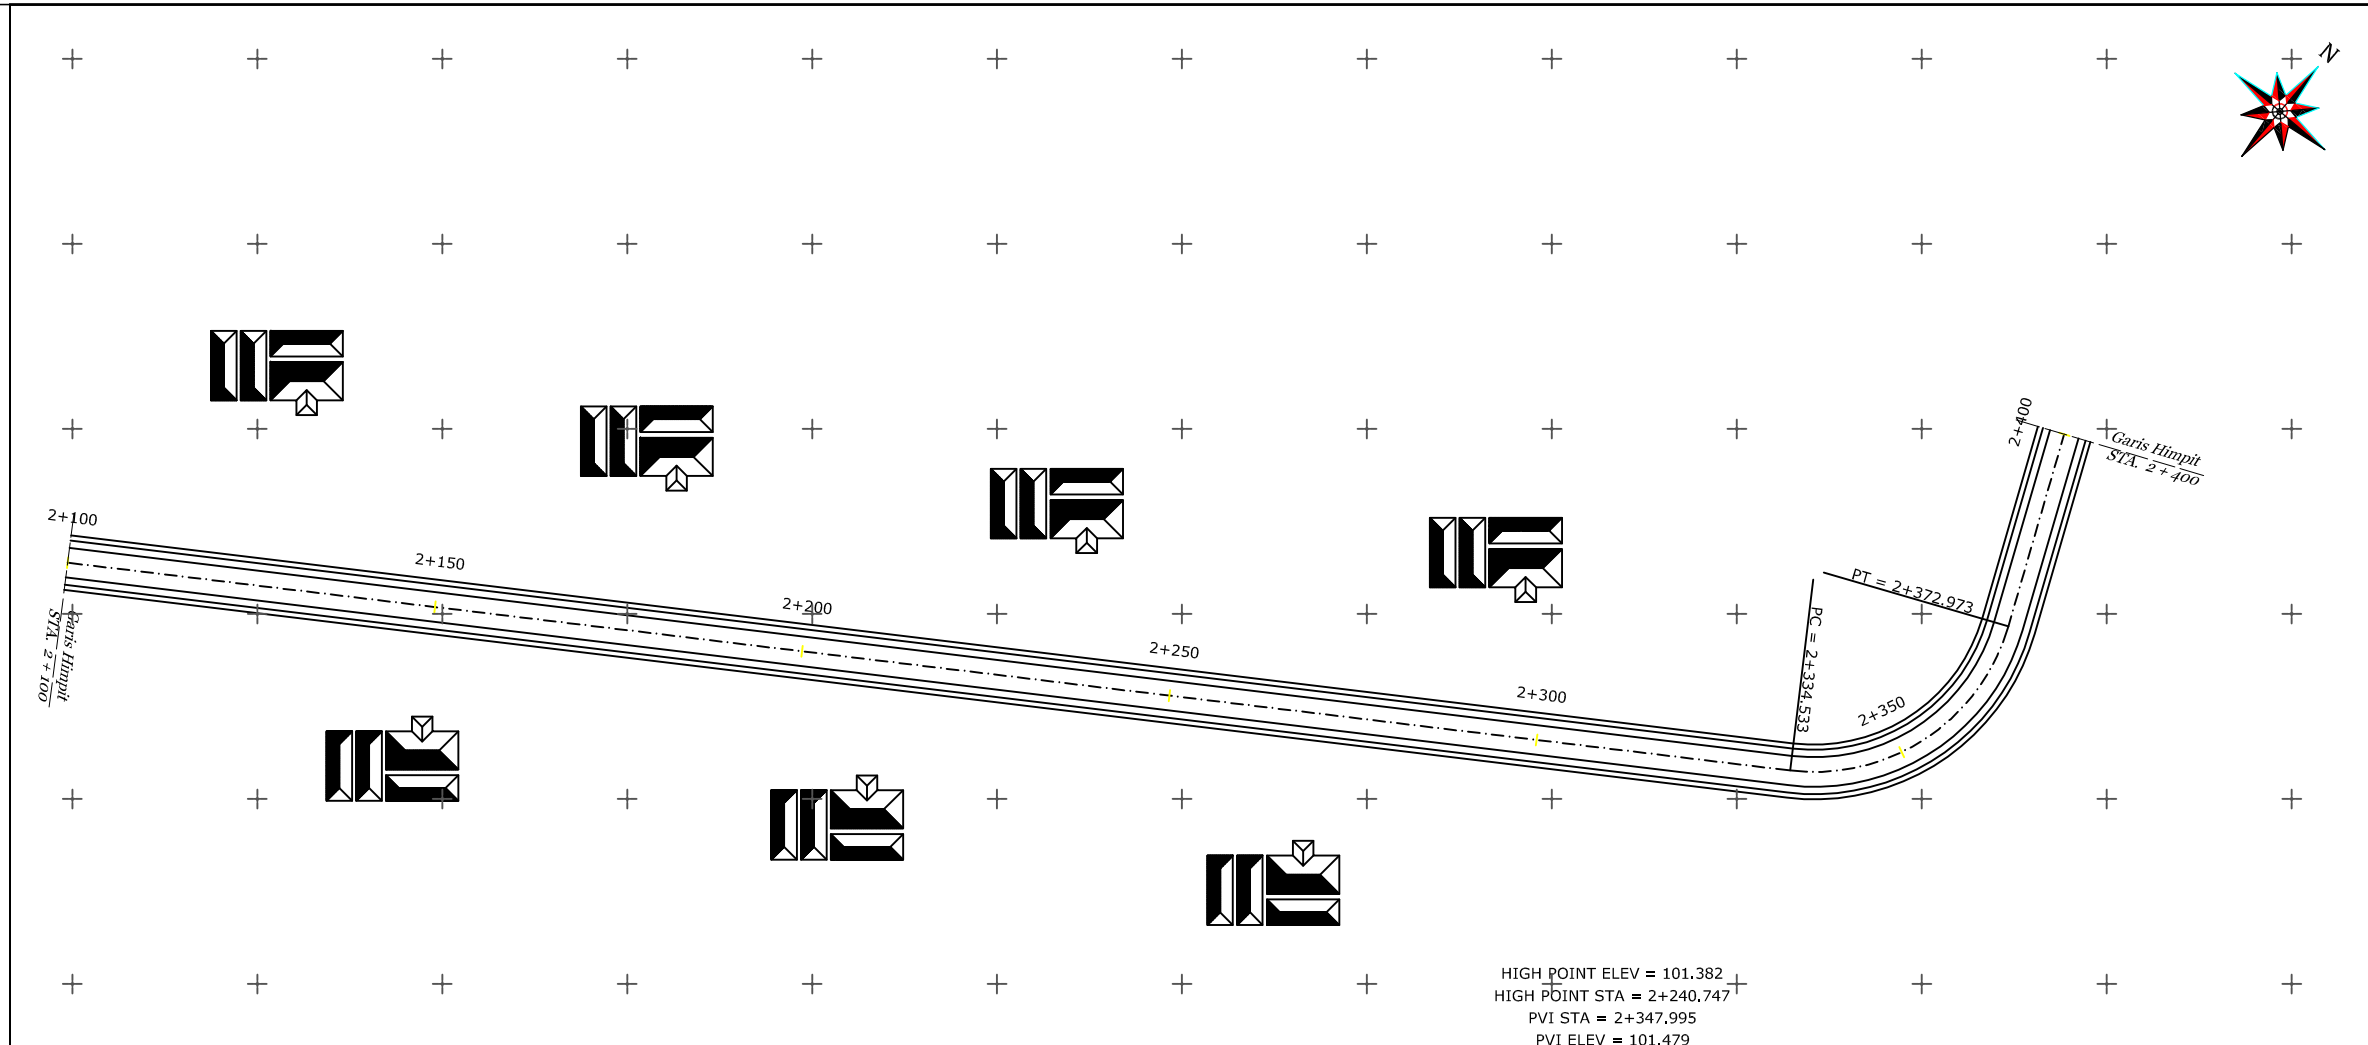 N
2+400
Garis Himpit
STA. 2+400
2+100
2+150
2+200
2+250
2+300
2+350
PT = 2+372.973
PC = 2+334.533
Garis Himpit
STA. 2+100
HIGH POINT ELEV = 101.382
HIGH POINT STA = 2+240.747
PVI STA = 2+347.995
PVI ELEV = 101.479